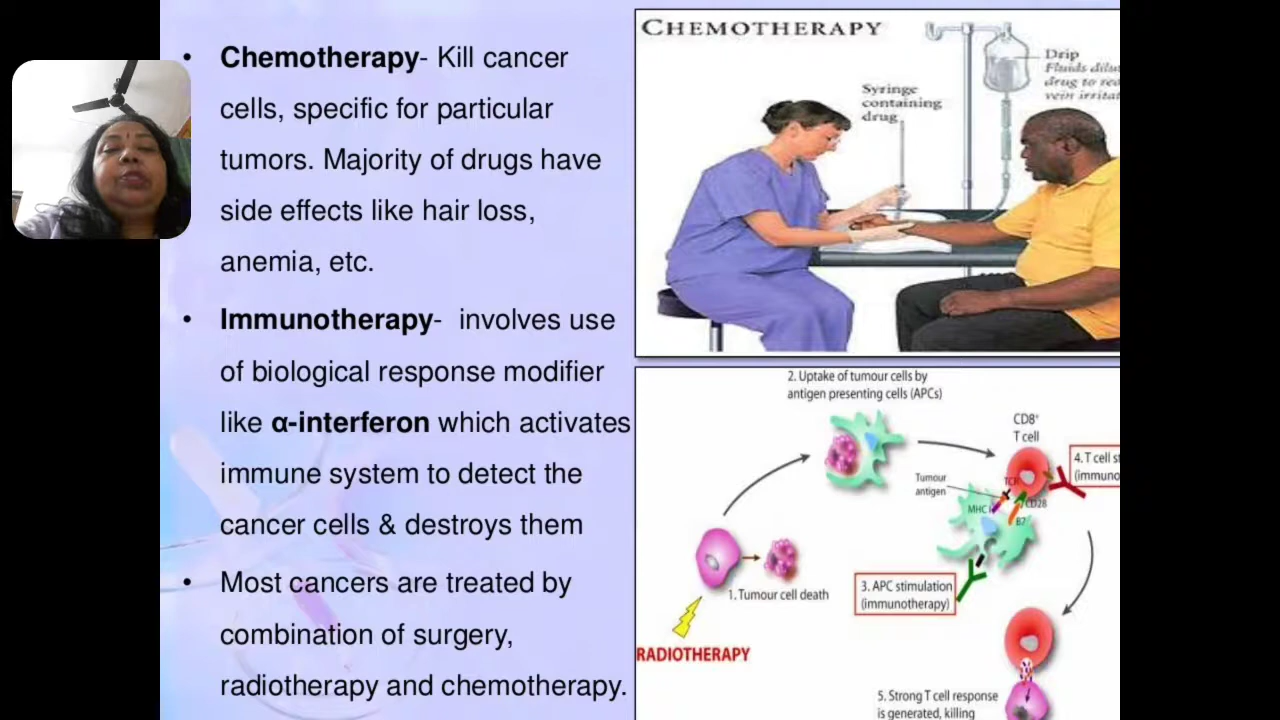 • Chemotherapy- Kill cancer
cells, specific for particular
tumors. Majority of drugs have
side effects like hair loss,
anemia, etc.
• Immunotherapy- involves use
of biological response modifier
like α-interferon which activates
immune system to detect the
cancer cells & destroys them
• Most cancers are treated by
combination of surgery,
radiotherapy and chemotherapy.
CHEMOTHERAPY
Drip
Fluids dilu
drug to red
vein irritat
Syringe
containing
drug
2. Uptake of tumour cells by
antigen presenting cells (APCs)
CD8+
T cell
4. T cell st
(immuno
Tumour
antigen
TCR
MHC I
CD28
B7
3. APC stimulation
(immunotherapy)
1. Tumour cell death
RADIOTHERAPY
5. Strong T cell response
is generated, killing